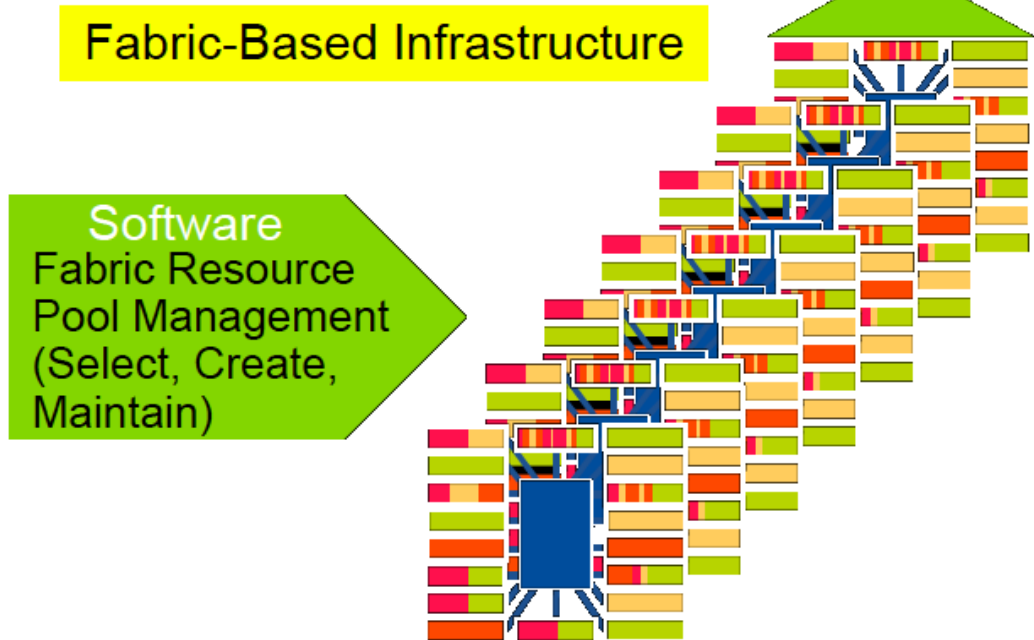 Fabric-Based Infrastructure
Software
Fabric Resource
Pool Management
(Select, Create,
Maintain)